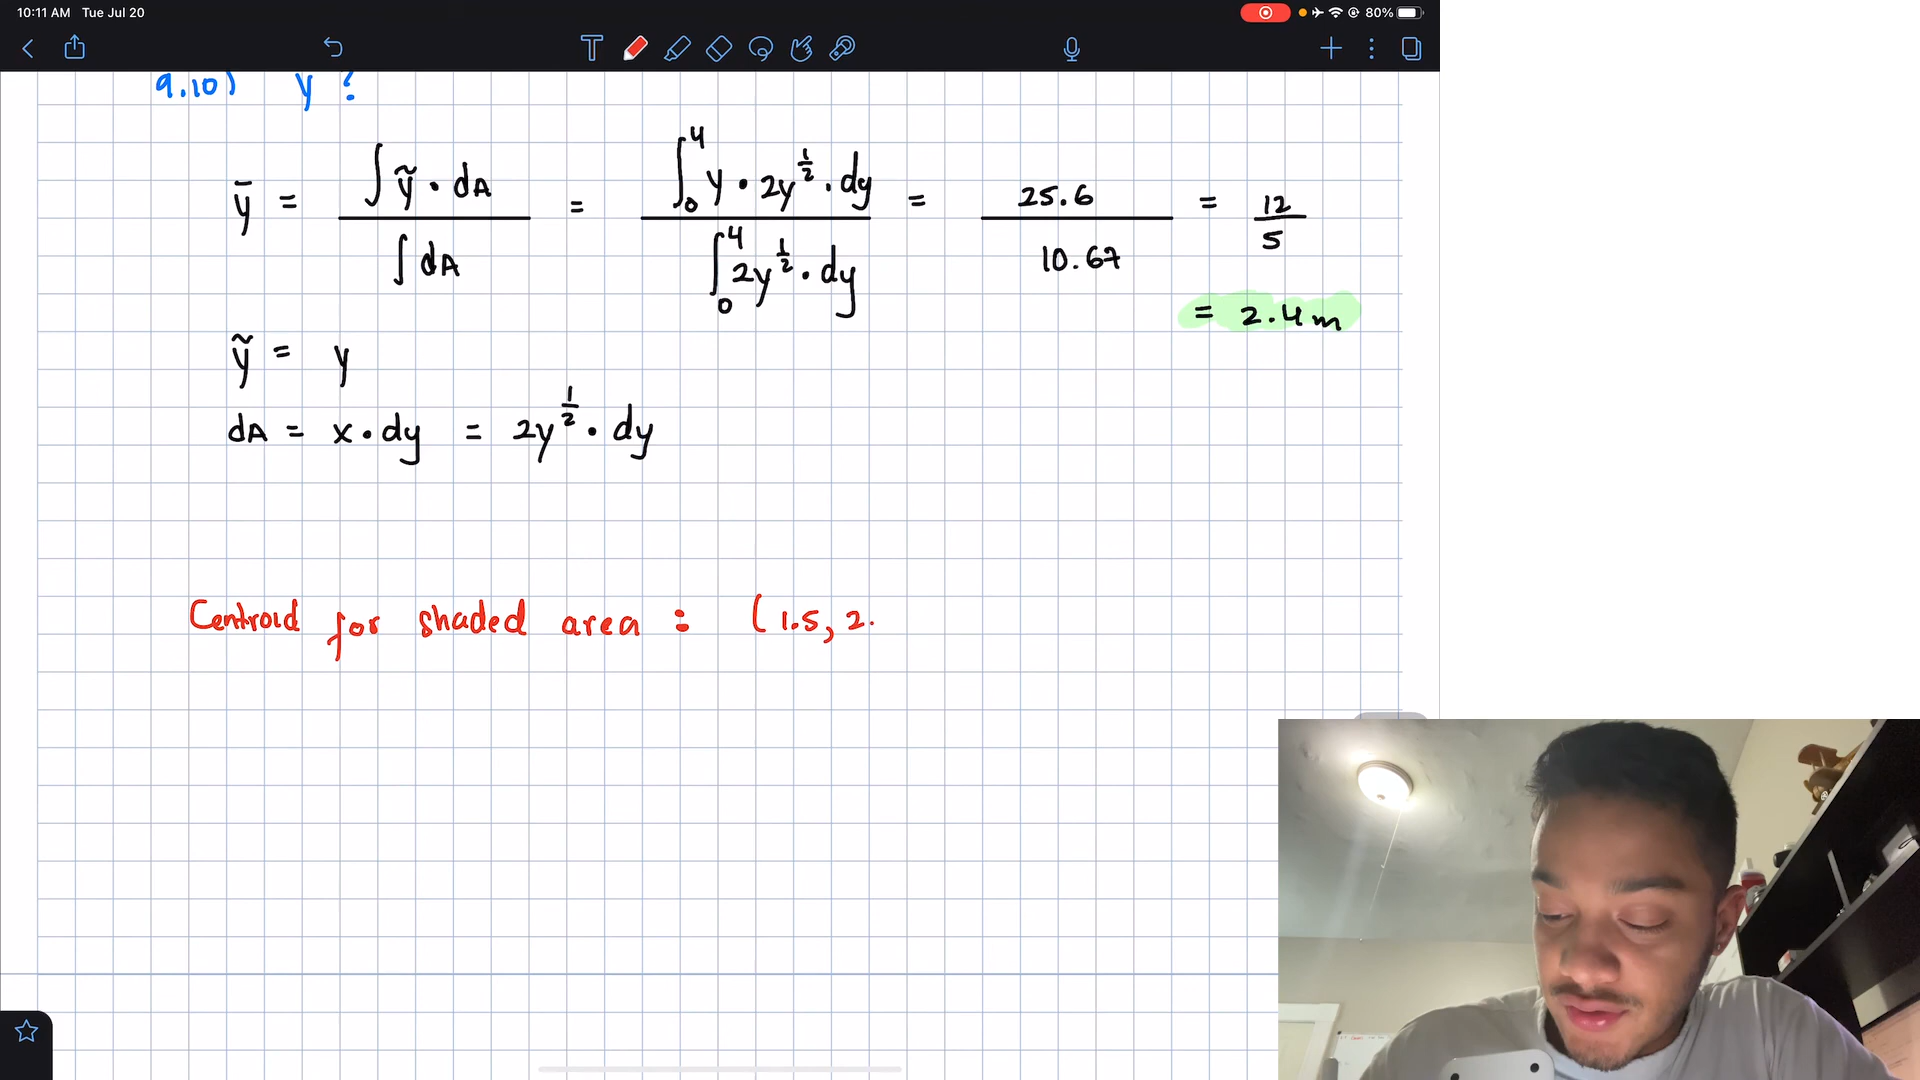 10:11 AM Tue Jul 20
80%
9.10) y?
ȳ = ∫ ỹ · dA / ∫ dA = ∫₀⁴ y · 2y^½ · dy / ∫₀⁴ 2y^½ · dy = 25.6 / 10.67 = 12/5
= 2.4 m
ỹ = y
dA = x · dy = 2y^½ · dy
Centroid for shaded area : (1.5, 2.